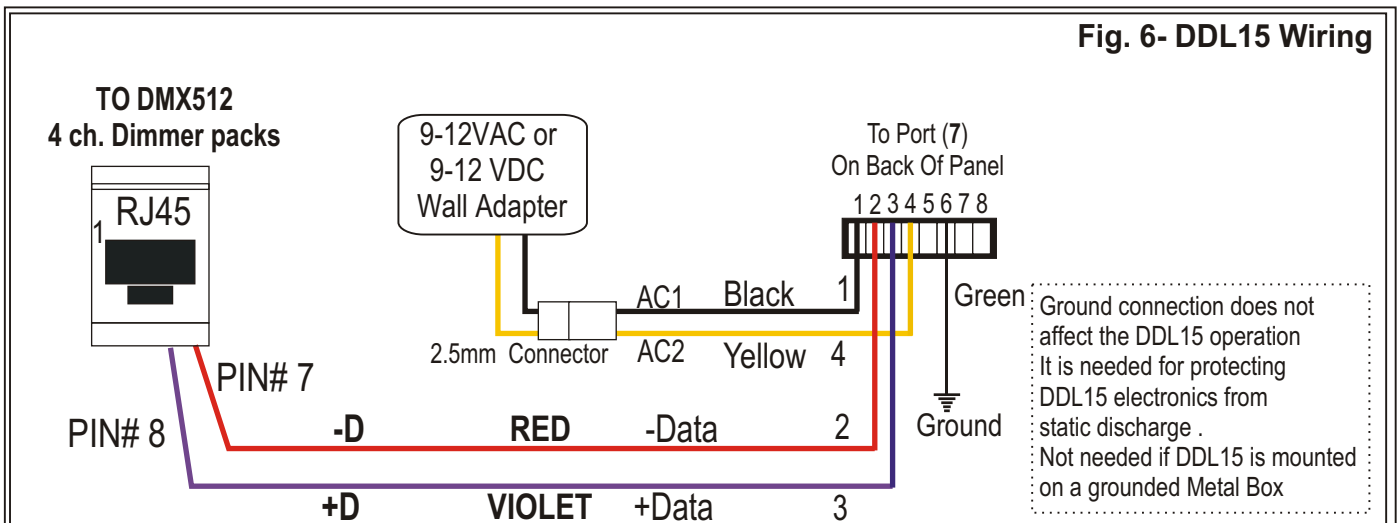 Fig. 6- DDL15 Wiring
TO DMX512
4 ch. Dimmer packs
RJ45
1
9-12VAC or
9-12 VDC
Wall Adapter
To Port (7)
On Back Of Panel
1 2 3 4 5 6 7 8
AC1 Black 1
Green
2.5mm Connector AC2 Yellow 4
Ground
PIN# 7
PIN# 8
-D RED -Data 2
+D VIOLET +Data 3
Ground connection does not
affect the DDL15 operation
It is needed for protecting
DDL15 electronics from
static discharge .
Not needed if DDL15 is mounted
on a grounded Metal Box